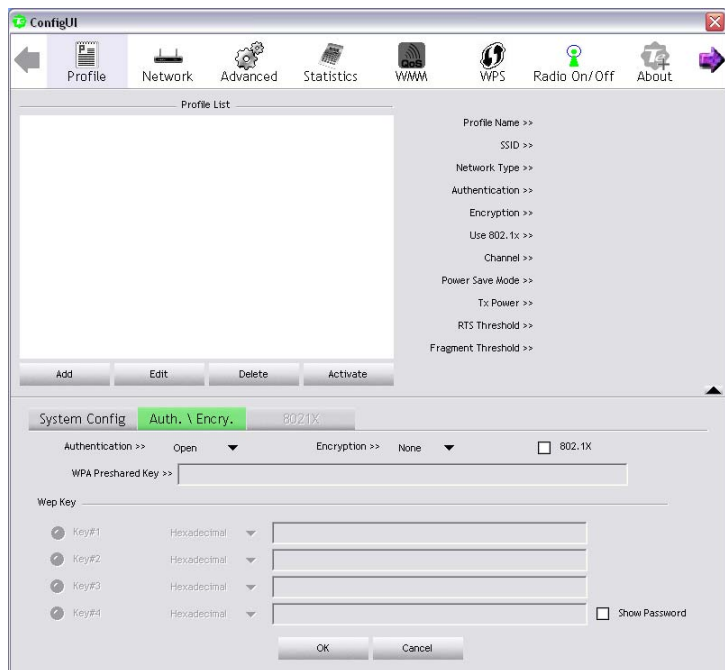 ConfigUI
Profile Network Advanced Statistics QoS WMM WPS Radio On/Off About
Profile List
Profile Name >>
SSID >>
Network Type >>
Authentication >>
Encryption >>
Use 802.1x >>
Channel >>
Power Save Mode >>
Tx Power >>
RTS Threshold >>
Fragment Threshold >>
Add Edit Delete Activate
System Config Auth. \ Encry. 8021X
Authentication >> Open Encryption >> None 802.1X
WPA Preshared Key >>
Wep Key
Key#1 Hexadecimal
Key#2 Hexadecimal
Key#3 Hexadecimal
Key#4 Hexadecimal Show Password
OK Cancel